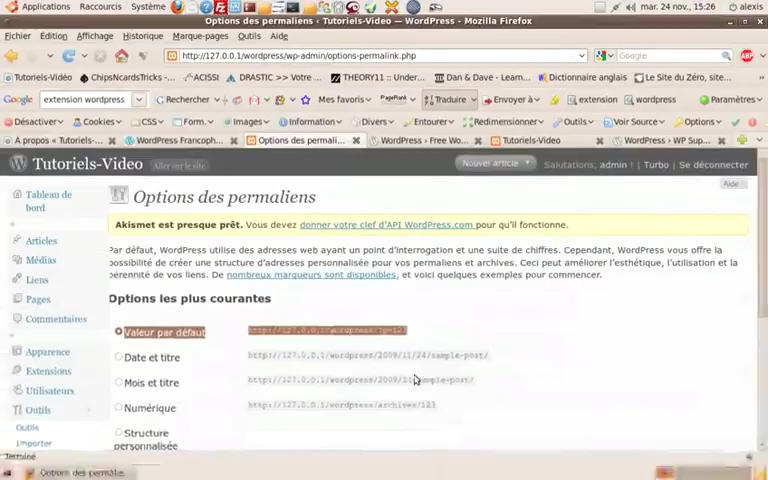 Applications Raccourcis Système mar. 24 nov., 15:26 alexis
Options des permaliens ‹ Tutoriels-Video — WordPress - Mozilla Firefox
Fichier Édition Affichage Historique Marque-pages Outils Aide
http://127.0.0.1/wordpress/wp-admin/options-permalink.php Google
Tutoriels-Vidéo ChipsNcardsTricks -... ACISSI DRASTIC >> Votre ... THEORY11 :: Under... Dan & Dave - Learn... Dictionnaire anglais Le Site du Zéro, site...
Google extension wordpress Rechercher Mes favoris PageRank Traduire Envoyer à extension wordpress Paramètres
Désactiver Cookies CSS Form. Images Information Divers Entourer Redimensionner Outils Voir Source Options
À propos « Tutoriels-... WordPress Francoph... Options des permali... WordPress › Free Wo... Tutoriels-Video WordPress › WP Sup...
Tutoriels-Video Aller sur le site Nouvel article Salutations, admin ! | Turbo | Se déconnecter
Aide
Tableau de bord
Options des permaliens
Akismet est presque prêt. Vous devez donner votre clef d'API WordPress.com pour qu'il fonctionne.
Articles
Médias
Liens
Pages
Commentaires
Apparence
Extensions
Utilisateurs
Outils
Outils
Importer
Par défaut, WordPress utilise des adresses web ayant un point d'interrogation et une suite de chiffres. Cependant, WordPress vous offre la
possibilité de créer une structure d'adresses personnalisée pour vos permaliens et archives. Ceci peut améliorer l'esthétique, l'utilisation et la
pérennité de vos liens. De nombreux marqueurs sont disponibles, et voici quelques exemples pour commencer.
Options les plus courantes
Valeur par défaut http://127.0.0.1/wordpress/?p=123
Date et titre http://127.0.0.1/wordpress/2009/11/24/sample-post/
Mois et titre http://127.0.0.1/wordpress/2009/11/sample-post/
Numérique http://127.0.0.1/wordpress/archives/123
Structure
personnalisée
Terminé
Options des permalie...